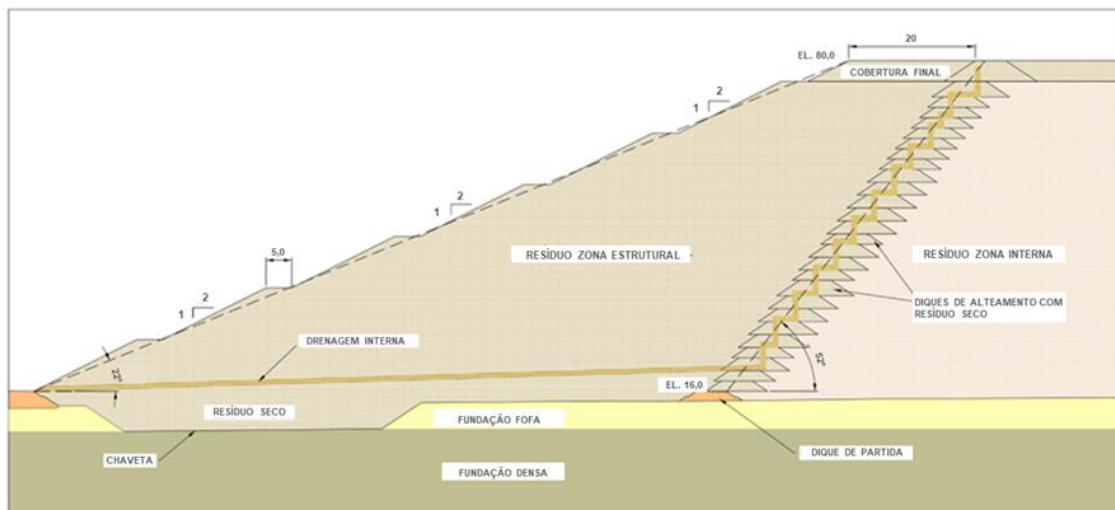 20
EL. 80,0
COBERTURA FINAL
2
1
2
1
RESÍDUO ZONA ESTRUTURAL
RESÍDUO ZONA INTERNA
5,0
2
1
DIQUES DE ALTEAMENTO COM
RESÍDUO SECO
DRENAGEM INTERNA
52°
22°
EL. 16,0
RESÍDUO SECO
FUNDAÇÃO FOFA
CHAVETA
DIQUE DE PARTIDA
FUNDAÇÃO DENSA